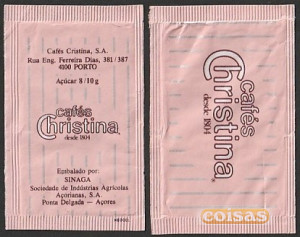 Cafés Cristina, S.A.
Rua Eng. Ferreira Dias, 381/387
4100 PORTO
Açúcar 8/10 g
cafés
Christina
desde 1804
Embalado por:
SINAGA
Sociedade de Indústrias Agrícolas
Açorianas, S.A.
Ponta Delgada — Açores
cafés
Christina
desde 1804
coisas